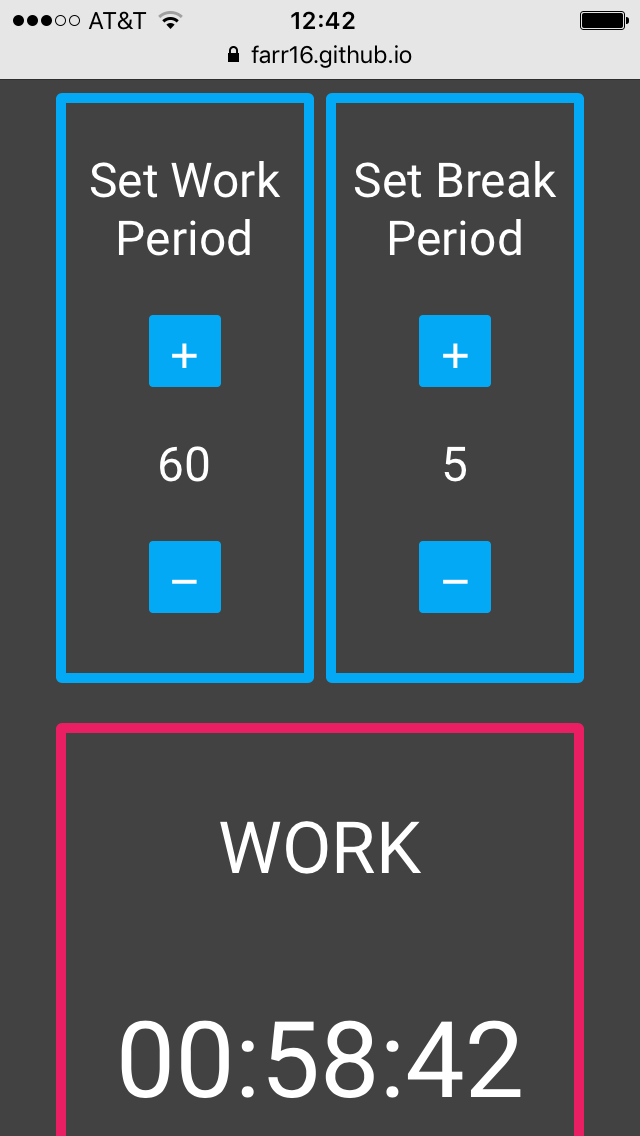 AT&T 12:42
farr16.github.io
Set Work
Period
+
60
–
Set Break
Period
+
5
–
WORK
00:58:42